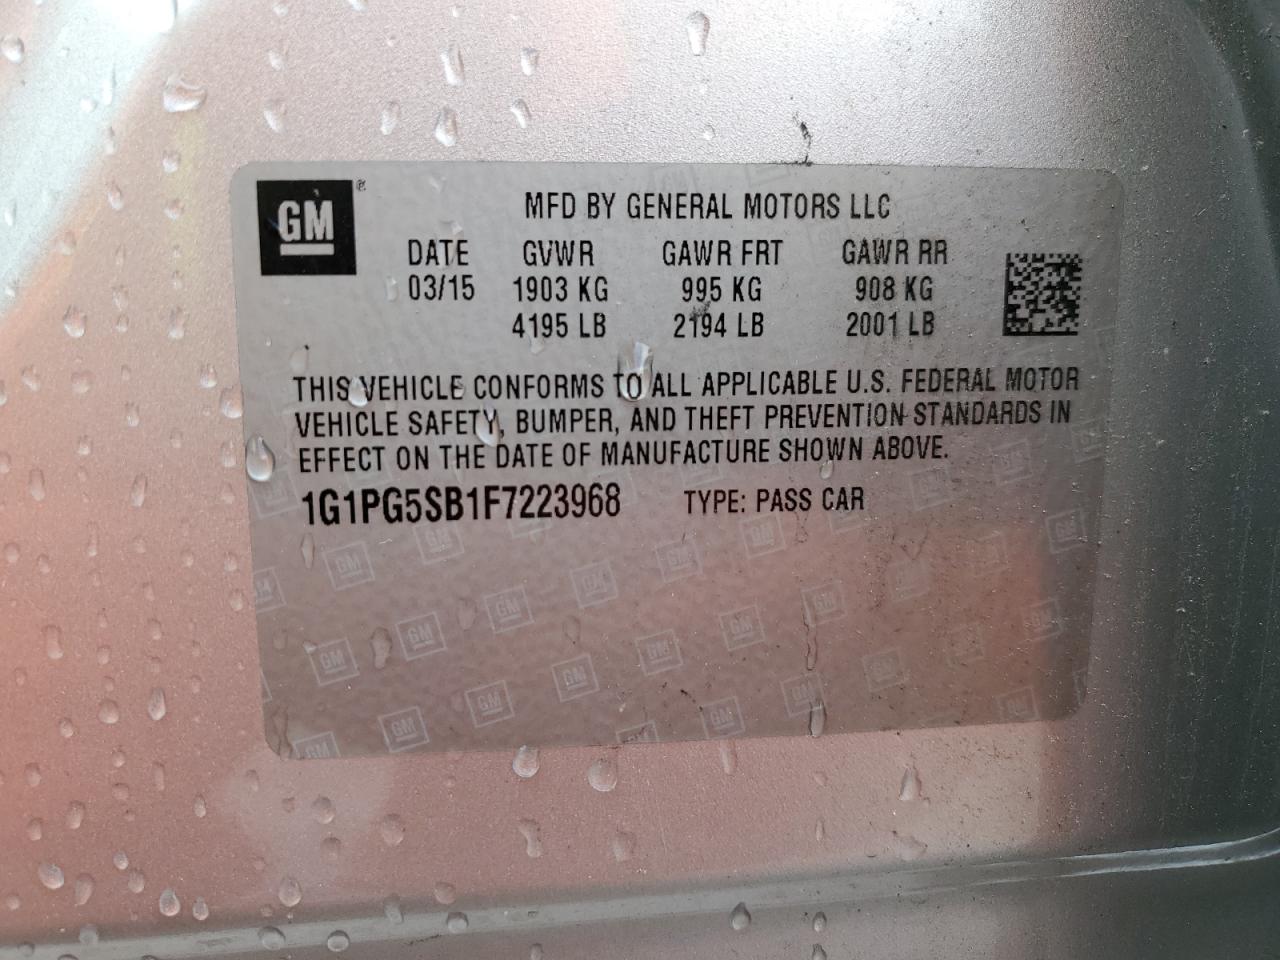 GM®
MFD BY GENERAL MOTORS LLC
DATE GVWR GAWR FRT GAWR RR
03/15 1903 KG 995 KG 908 KG
4195 LB 2194 LB 2001 LB
THIS VEHICLE CONFORMS TO ALL APPLICABLE U.S. FEDERAL MOTOR
VEHICLE SAFETY, BUMPER, AND THEFT PREVENTION STANDARDS IN
EFFECT ON THE DATE OF MANUFACTURE SHOWN ABOVE.
1G1PG5SB1F7223968 TYPE: PASS CAR